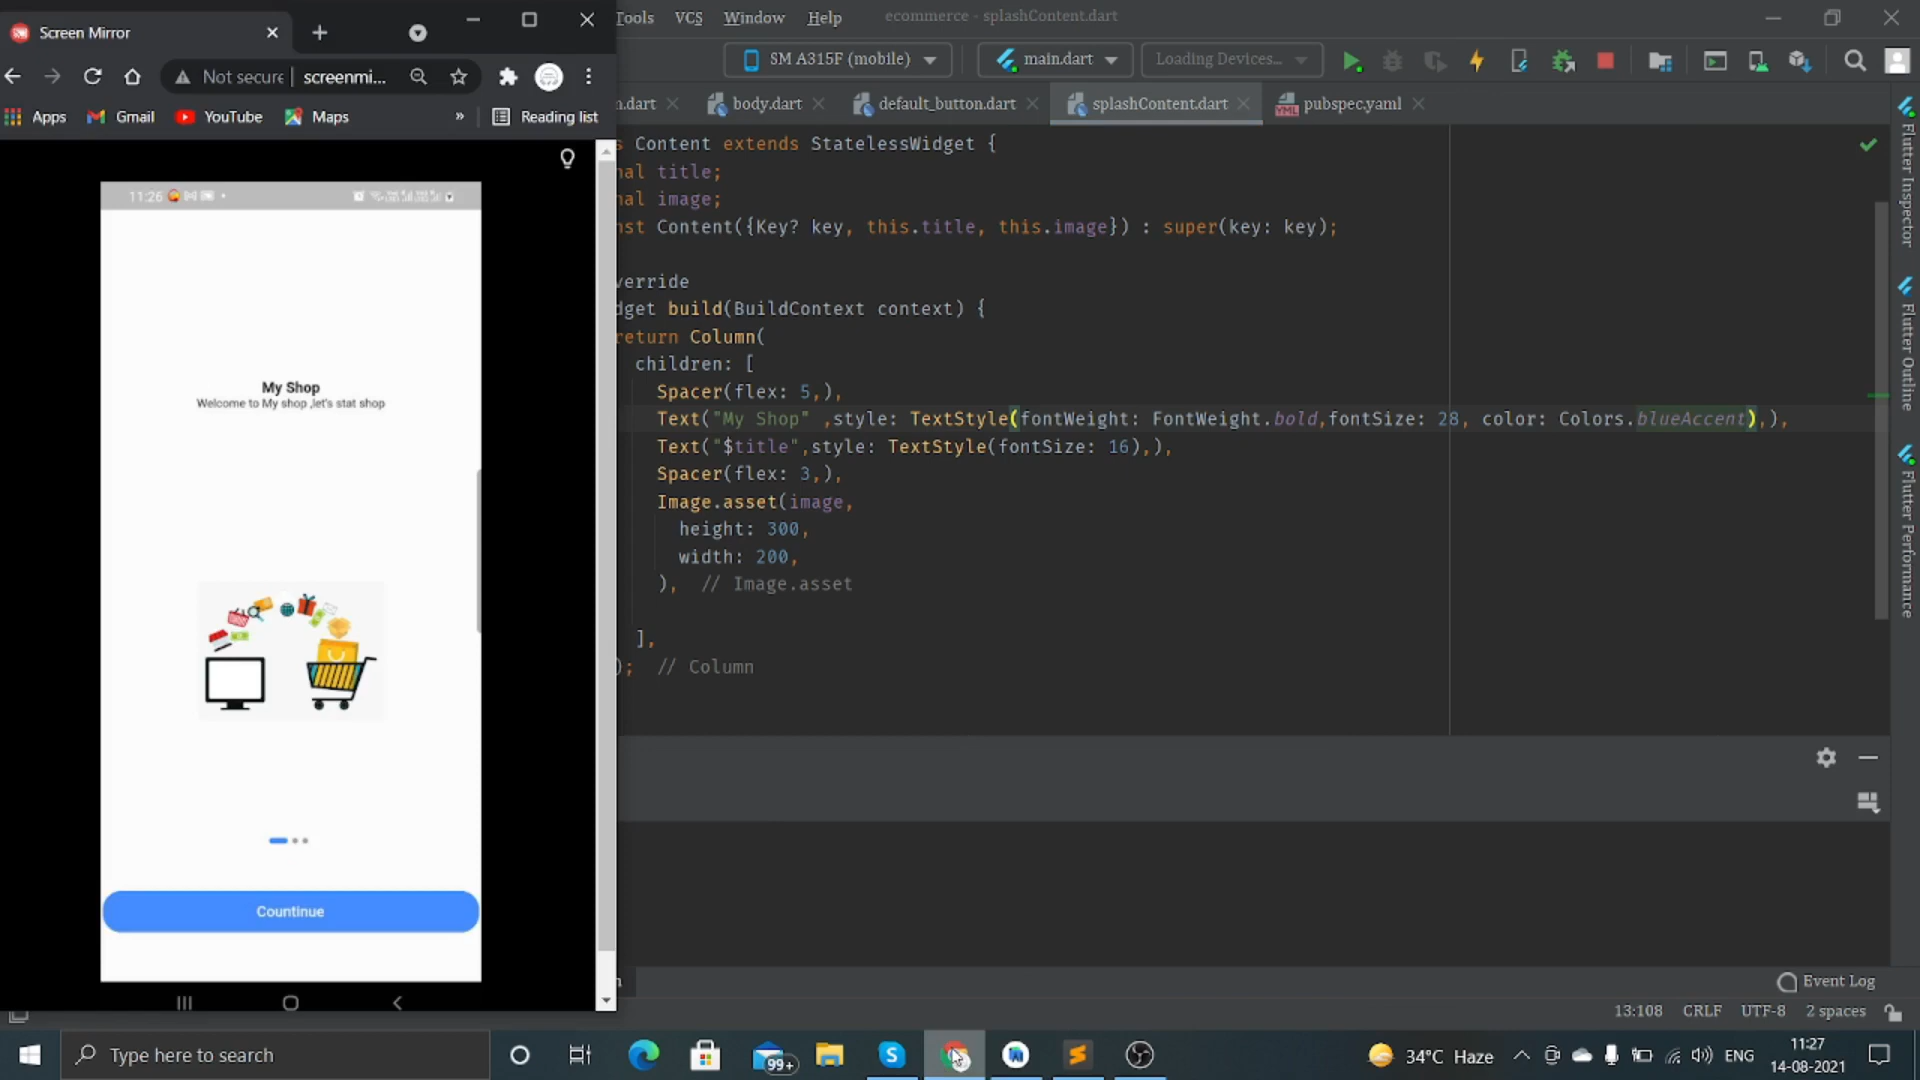 Screen Mirror
Tools VCS Window Help
ecommerce - splashContent.dart
Not secure | screenmi...
SM A315F (mobile)
main.dart
Loading Devices...
Apps Gmail YouTube Maps » Reading list
n.dart
body.dart
default_button.dart
splashContent.dart
pubspec.yaml
s Content extends StatelessWidget {
nal title;
nal image;
nst Content({Key? key, this.title, this.image}) : super(key: key);
verride
dget build(BuildContext context) {
return Column(
children: [
Spacer(flex: 5,),
Text("My Shop" ,style: TextStyle(fontWeight: FontWeight.bold,fontSize: 28, color: Colors.blueAccent),),
Text("$title",style: TextStyle(fontSize: 16),),
Spacer(flex: 3,),
Image.asset(image,
height: 300,
width: 200,
), // Image.asset
],
); // Column
11:26
My Shop
Welcome to My shop ,let's stat shop
Countinue
Flutter Inspector
Flutter Outline
Flutter Performance
Event Log
13:108 CRLF UTF-8 2 spaces
Type here to search
99+
34°C Haze
ENG
11:27
14-08-2021